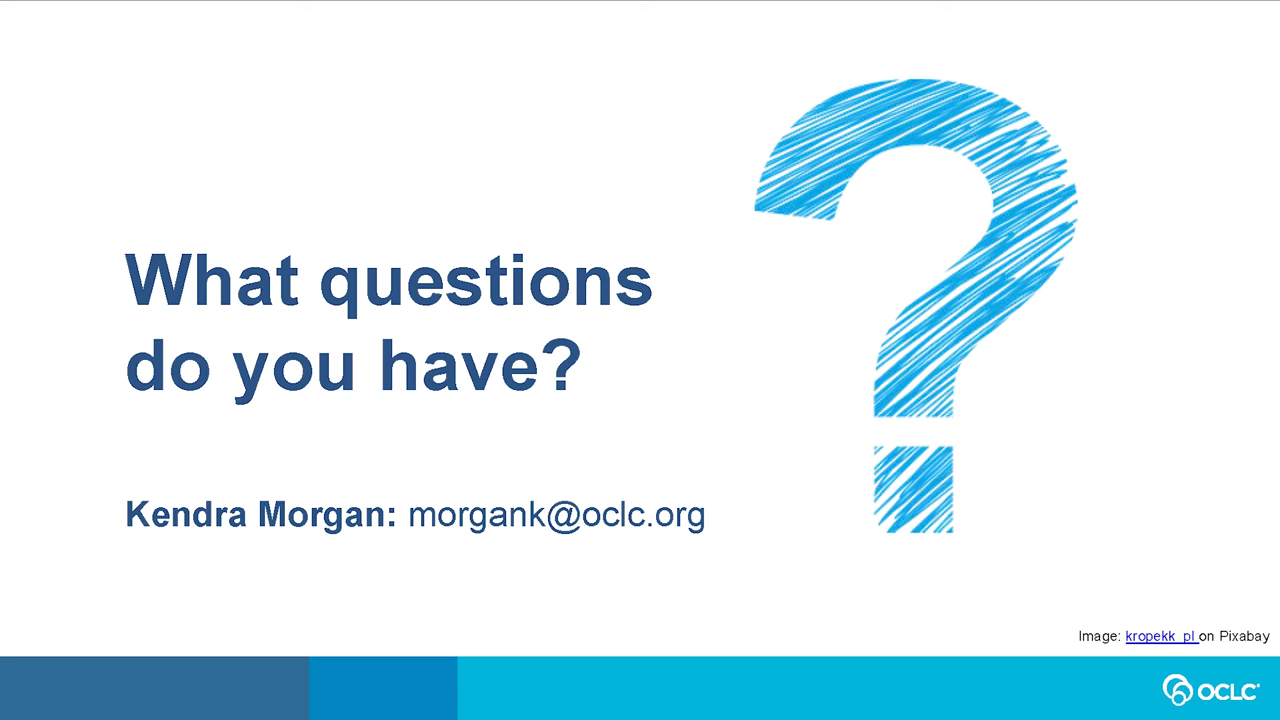 What questions
do you have?
Kendra Morgan: morgank@oclc.org
Image: kropekk_pl on Pixabay
OCLC